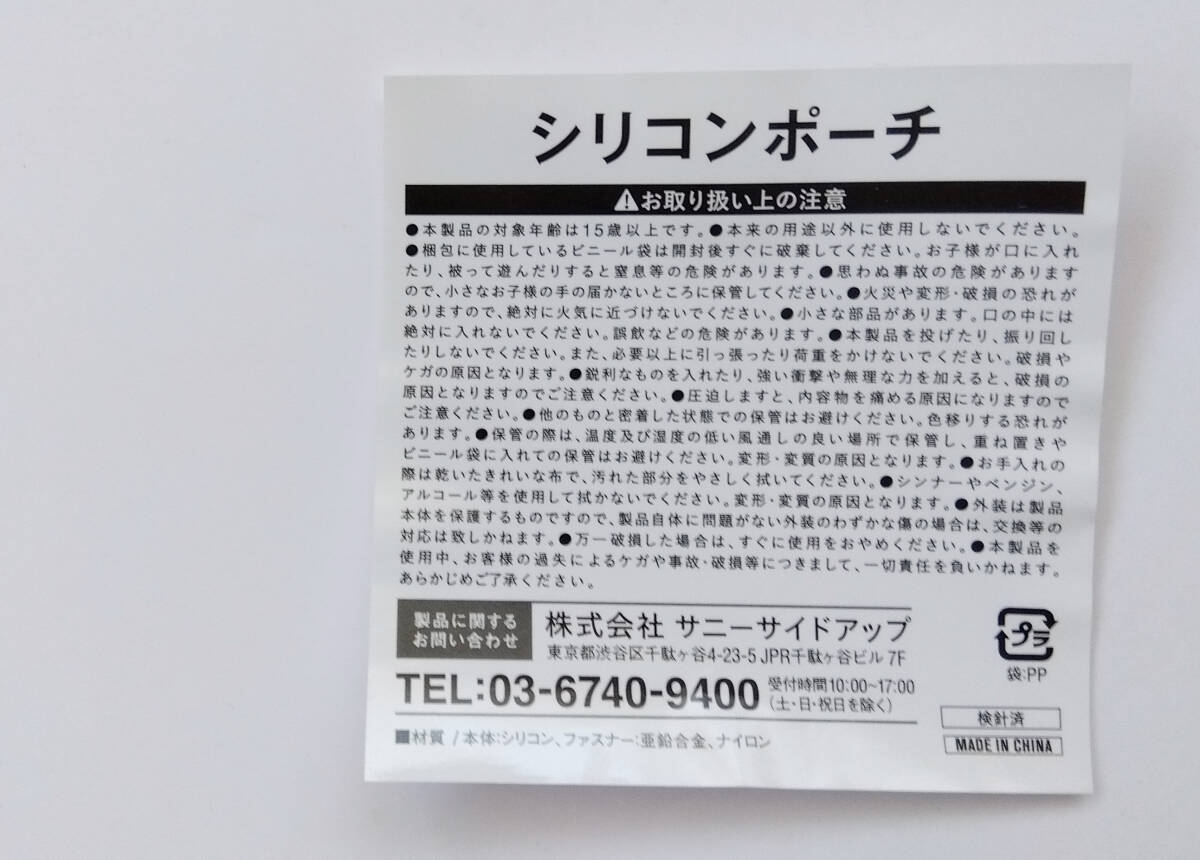 シリコンポーチ
⚠お取り扱い上の注意
●本製品の対象年齢は15歳以上です。●本来の用途以外に使用しないでください。
●梱包に使用しているビニール袋は開封後すぐに破棄してください。お子様が口に入れ
たり、被って遊んだりすると窒息等の危険があります。●思わぬ事故の危険があります
ので、小さなお子様の手の届かないところに保管してください。●火災や変形・破損の恐れが
ありますので、絶対に火気に近づけないでください。●小さな部品があります。口の中には
絶対に入れないでください。誤飲などの危険があります。●本製品を投げたり、振り回し
たりしないでください。また、必要以上に引っ張ったり荷重をかけないでください。破損や
ケガの原因となります。●鋭利なものを入れたり、強い衝撃や無理な力を加えると、破損の
原因となりますのでご注意ください。●圧迫しますと、内容物を痛める原因になりますので
ご注意ください。●他のものと密着した状態での保管はお避けください。色移りする恐れが
あります。●保管の際は、温度及び湿度の低い風通しの良い場所で保管し、重ね置きや
ビニール袋に入れての保管はお避けください。変形・変質の原因となります。●お手入れの
際は乾いたきれいな布で、汚れた部分をやさしく拭いてください。●シンナーやベンジン、
アルコール等を使用して拭かないでください。変形・変質の原因となります。●外装は製品
本体を保護するものですので、製品自体に問題がない外装のわずかな傷の場合は、交換等の
対応は致しかねます。●万一破損した場合は、すぐに使用をおやめください。●本製品を
使用中、お客様の過失によるケガや事故・破損等につきまして、一切責任を負いかねます。
あらかじめご了承ください。
製品に関する
お問い合わせ
株式会社 サニーサイドアップ
東京都渋谷区千駄ヶ谷4-23-5 JPR千駄ヶ谷ビル 7F
TEL:03-6740-9400
受付時間10:00~17:00
(土・日・祝日を除く)
■材質 / 本体:シリコン、ファスナー:亜鉛合金、ナイロン
プラ
袋:PP
検針済
MADE IN CHINA